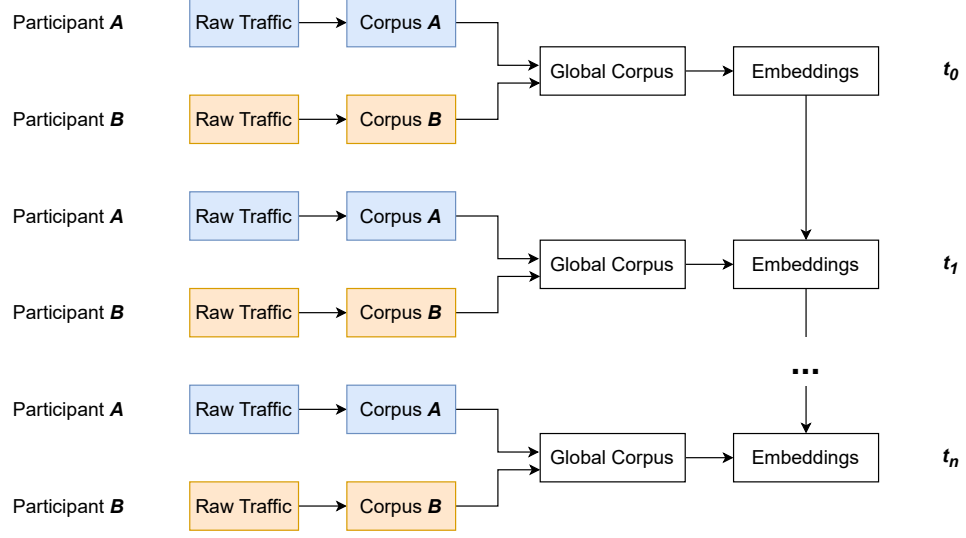 Participant A
Raw Traffic
Corpus A
Global Corpus
Embeddings
t0
Participant B
Raw Traffic
Corpus B
Participant A
Raw Traffic
Corpus A
Global Corpus
Embeddings
t1
Participant B
Raw Traffic
Corpus B
...
Participant A
Raw Traffic
Corpus A
Global Corpus
Embeddings
tn
Participant B
Raw Traffic
Corpus B